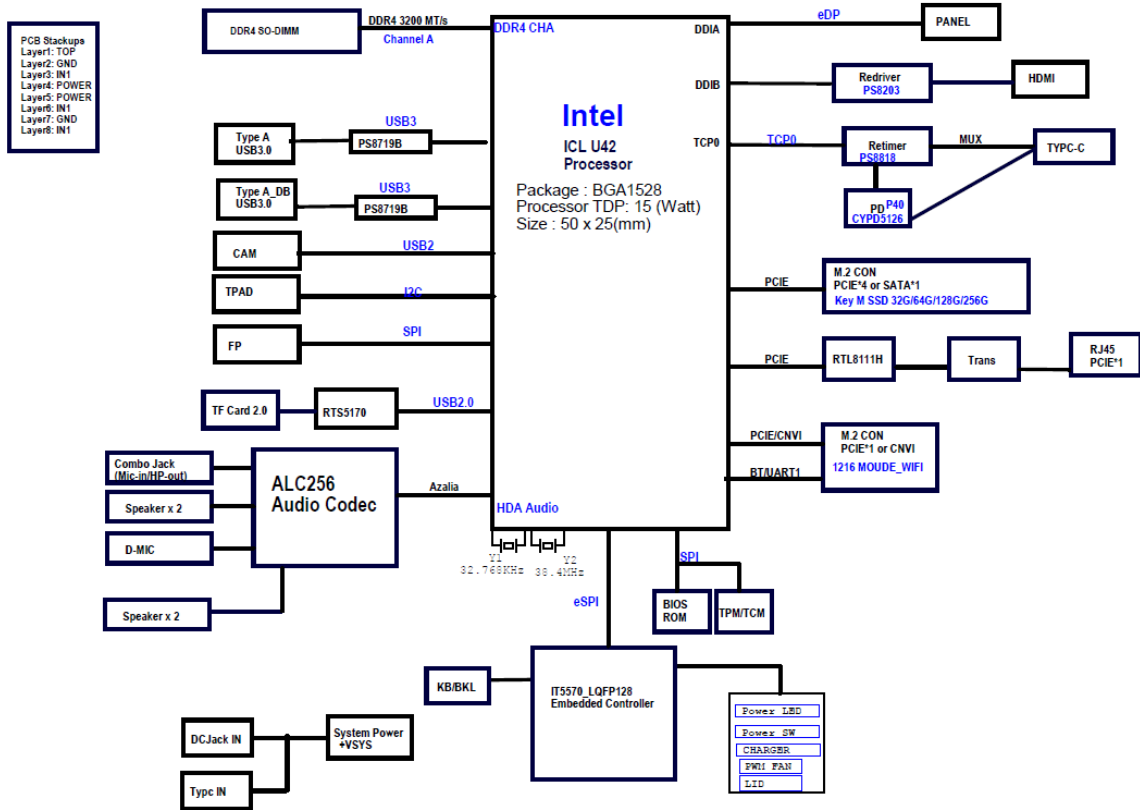 PCB Stackups
Layer1: TOP
Layer2: GND
Layer3: IN1
Layer4: POWER
Layer5: POWER
Layer6: IN1
Layer7: GND
Layer8: IN1
DDR4 SO-DIMM
DDR4 3200 MT/s
Channel A
DDR4 CHA
DDIA
eDP
PANEL
DDIB
Redriver
PS8203
HDMI
Intel
ICL U42
Processor
Package : BGA1528
Processor TDP: 15 (Watt)
Size : 50 x 25(mm)
Type A
USB3.0
PS8719B
USB3
TCP0
TCP0
Retimer
PS8818
MUX
TYPC-C
Type A_DB
USB3.0
PS8719B
USB3
PD P40
CYPD5126
CAM
USB2
TPAD
I2C
PCIE
M.2 CON
PCIE*4 or SATA*1
Key M SSD 32G/64G/128G/256G
FP
SPI
PCIE
RTL8111H
Trans
RJ45
PCIE*1
TF Card 2.0
RTS5170
USB2.0
PCIE/CNVI
BT/UART1
M.2 CON
PCIE*1 or CNVI
1216 MOUDE_WIFI
Combo Jack
(Mic-in/HP-out)
Speaker x 2
D-MIC
Speaker x 2
ALC256
Audio Codec
Azalia
HDA Audio
Y1
32.768KHz
Y2
38.4MHz
eSPI
SPI
BIOS
ROM
TPM/TCM
KB/BKL
IT5570_LQFP128
Embedded Controller
Power LED
Power SW
CHARGER
PWM FAN
LID
DCJack IN
Typc IN
System Power
+VSYS